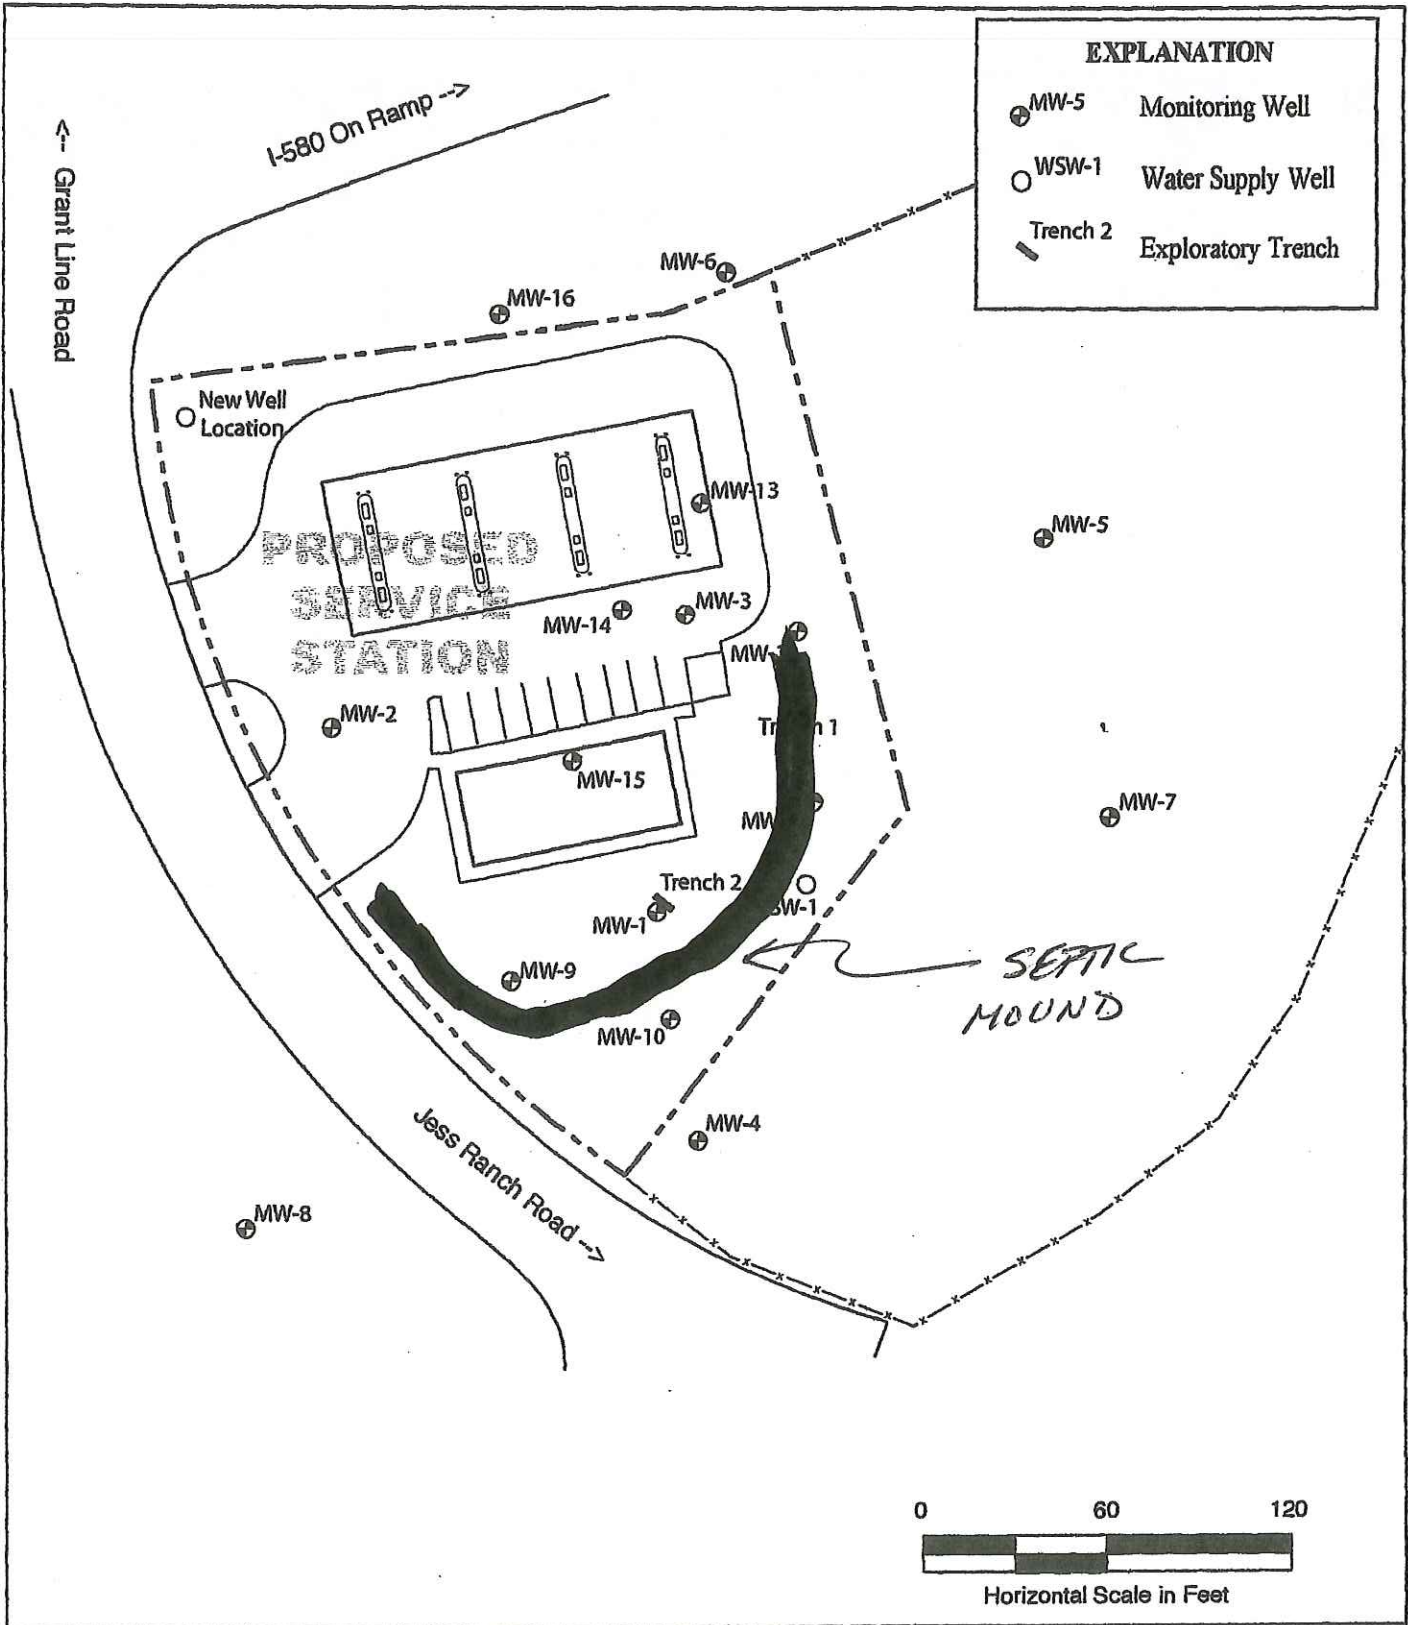 EXPLANATION
MW-5 Monitoring Well
WSW-1 Water Supply Well
Trench 2 Exploratory Trench
I-580 On Ramp -->
<-- Grant Line Road
MW-6
MW-16
New Well
Location
MW-13
MW-5
PROPOSED
SERVICE
STATION
MW-14
MW-3
MW-2
MW-15
MW-7
Trench 2
MW-1
MW-9
SEPTIC
MOUND
MW-10
MW-4
Jess Ranch Road -->
MW-8
0 60 120
Horizontal Scale in Feet